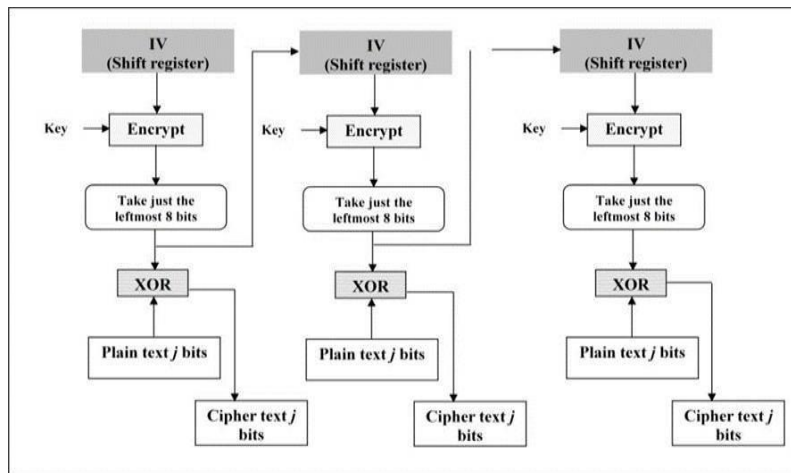 IV
(Shift register)
IV
(Shift register)
IV
(Shift register)
Key
Encrypt
Key
Encrypt
Key
Encrypt
Take just the
leftmost 8 bits
Take just the
leftmost 8 bits
Take just the
leftmost 8 bits
XOR
XOR
XOR
Plain text j bits
Plain text j bits
Plain text j bits
Cipher text j
bits
Cipher text j
bits
Cipher text j
bits